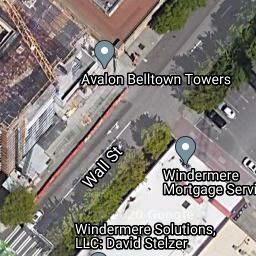 Avalon Belltown Towers
Wall St
Windermere
Mortgage Servi
Windermere Solutions,
LLC: David Stelzer